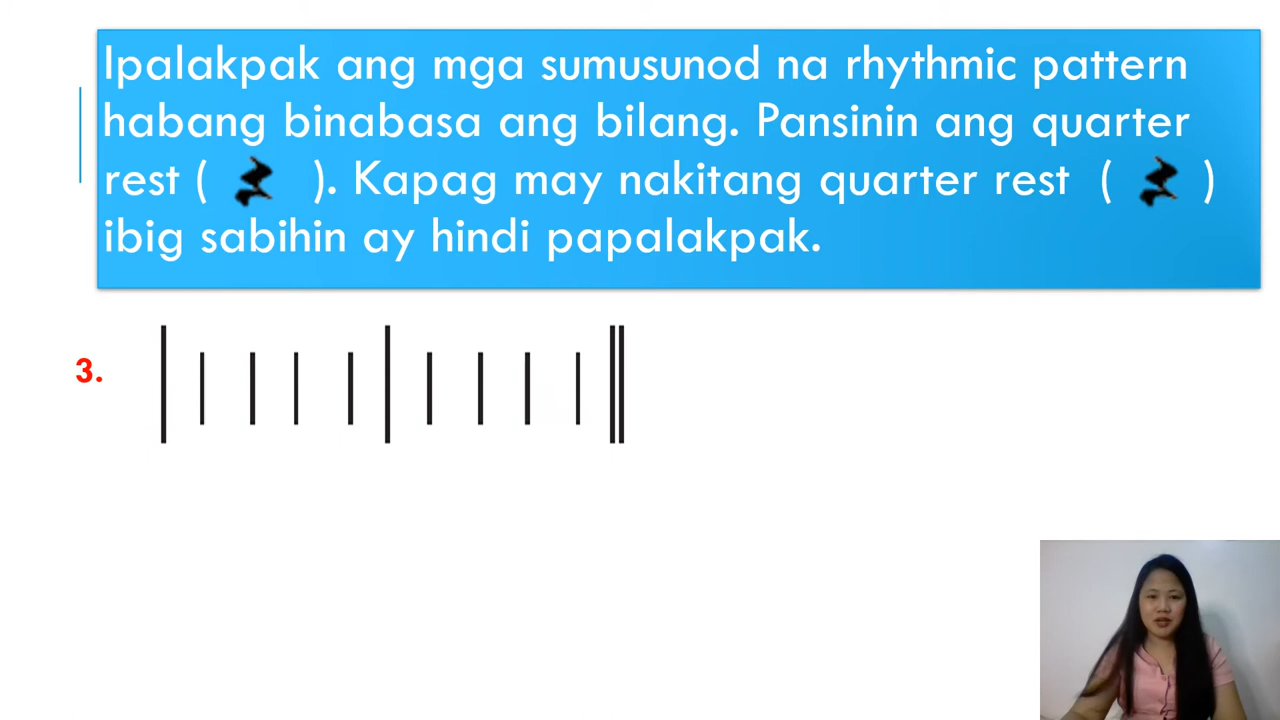 Ipalakpak ang mga sumusunod na rhythmic pattern
habang binabasa ang bilang. Pansinin ang quarter
rest ( ). Kapag may nakitang quarter rest ( )
ibig sabihin ay hindi papalakpak.
3.